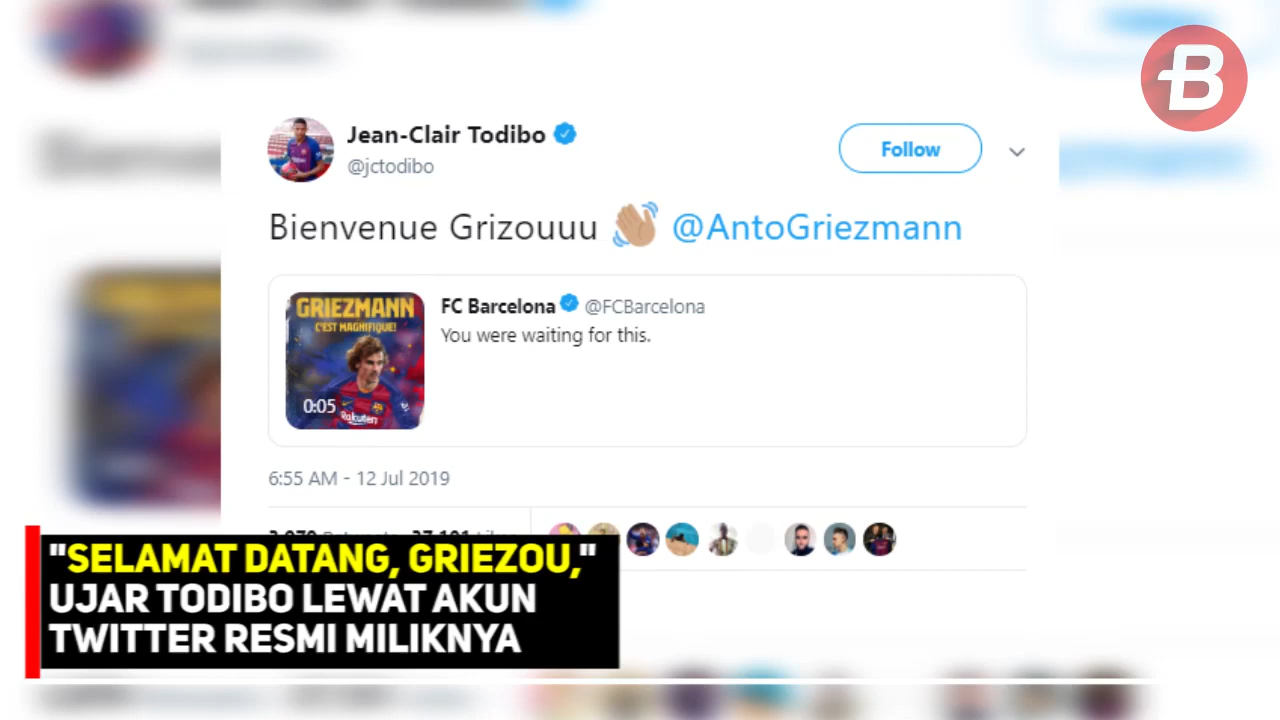 B
Jean-Clair Todibo
@jctodibo
Follow
Bienvenue Grizouuu 👋🏼 @AntoGriezmann
GRIEZMANN
C'EST MAGNIFIQUE!
0:05
Rakuten
FC Barcelona @FCBarcelona
You were waiting for this.
6:55 AM - 12 Jul 2019
"SELAMAT DATANG, GRIEZOU,"
UJAR TODIBO LEWAT AKUN
TWITTER RESMI MILIKNYA